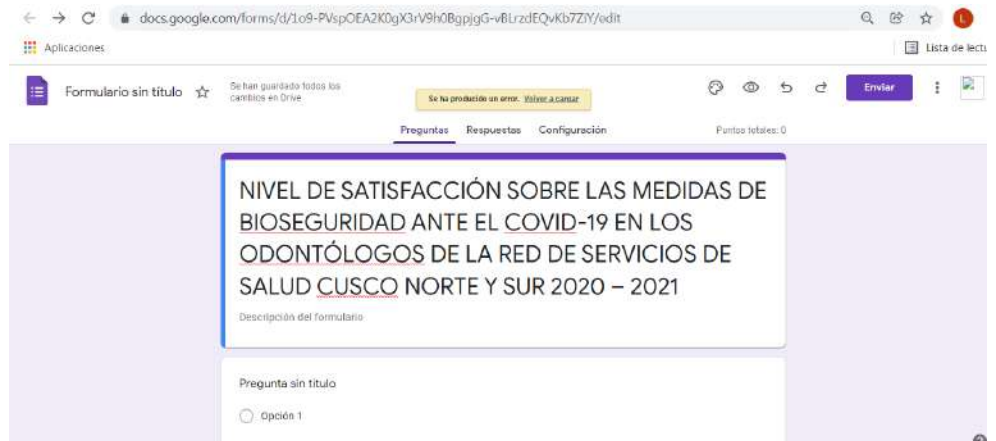 docs.google.com/forms/d/1o9-PVspOEA2K0gX3rV9h0BgpjgG-vBLrzdEQvKb7ZiY/edit
L
Aplicaciones
Lista de lectu
Formulario sin título
Se han guardado todos los
cambios en Drive
Se ha producido un error. Volver a cargar
Enviar
Preguntas Respuestas Configuración
Puntos totales: 0
NIVEL DE SATISFACCIÓN SOBRE LAS MEDIDAS DE
BIOSEGURIDAD ANTE EL COVID-19 EN LOS
ODONTÓLOGOS DE LA RED DE SERVICIOS DE
SALUD CUSCO NORTE Y SUR 2020 – 2021
Descripción del formulario
Pregunta sin título
Opción 1